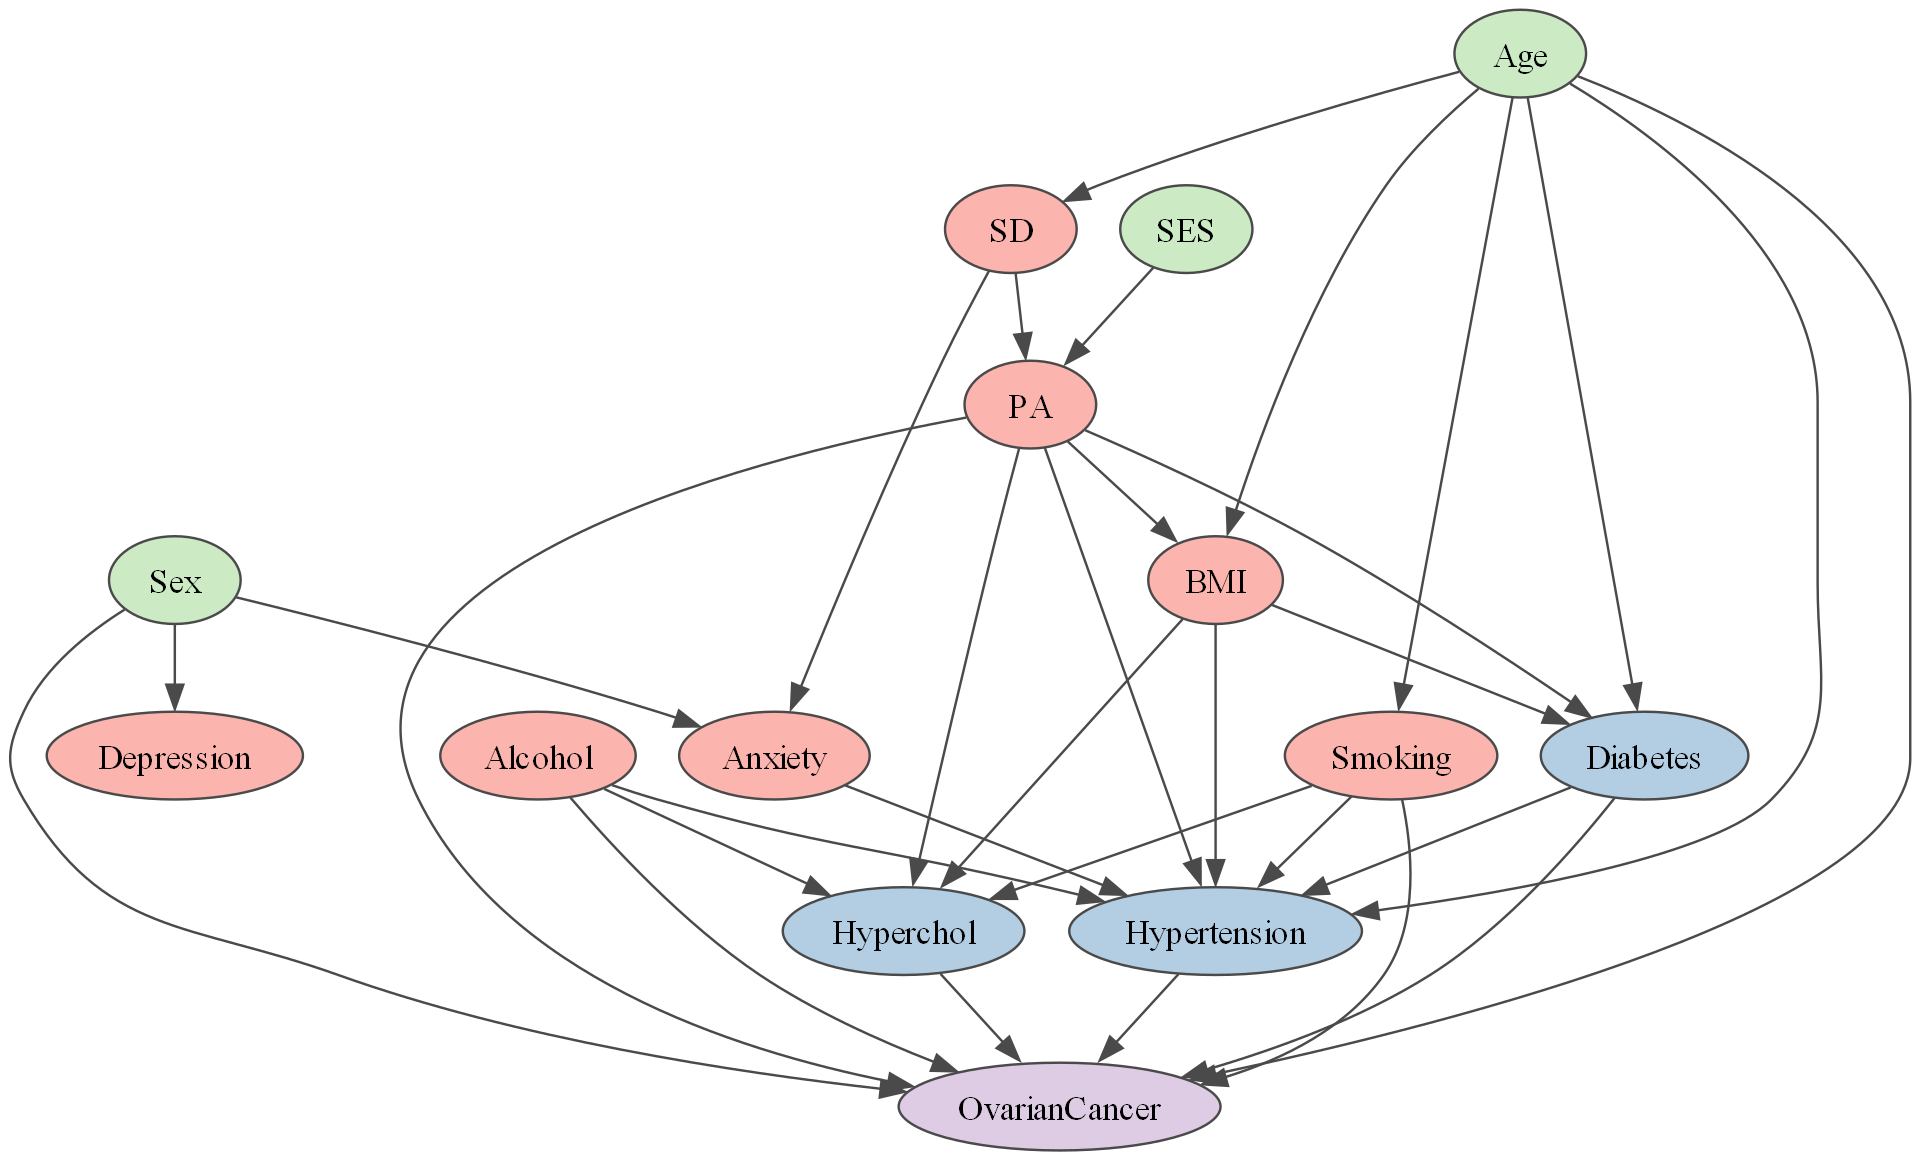 Age
SD
SES
PA
Sex
BMI
Depression
Alcohol
Anxiety
Smoking
Diabetes
Hyperchol
Hypertension
OvarianCancer